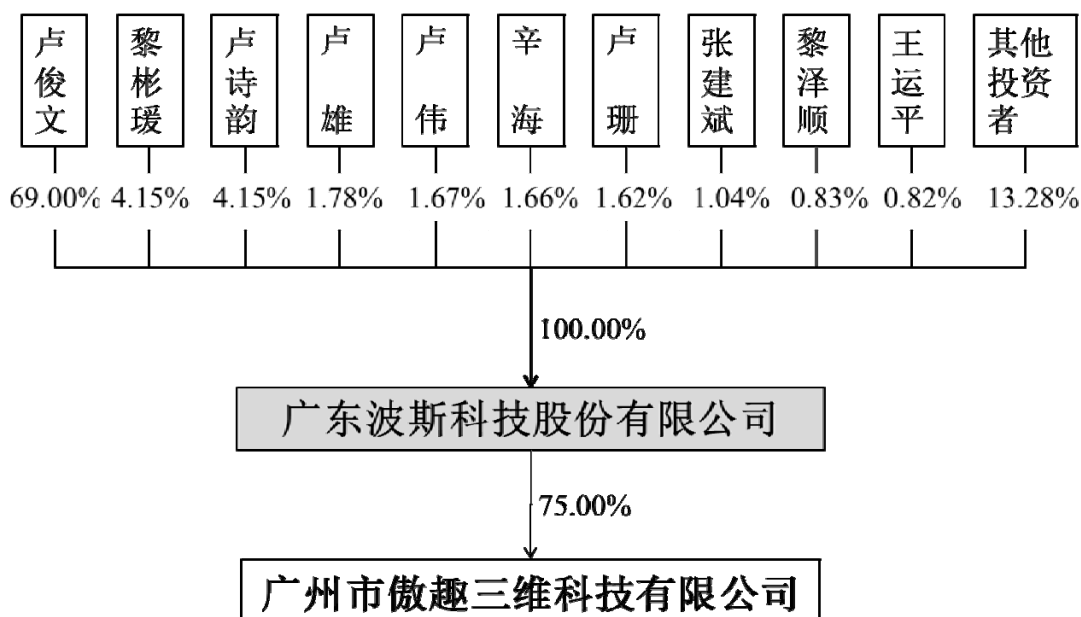 卢俊文
黎彬瑗
卢诗韵
卢雄
卢伟
辛海
卢珊
张建斌
黎泽顺
王运平
其他投资者
69.00% 4.15% 4.15% 1.78% 1.67% 1.66% 1.62% 1.04% 0.83% 0.82% 13.28%
100.00%
广东波斯科技股份有限公司
75.00%
广州市傲趣三维科技有限公司